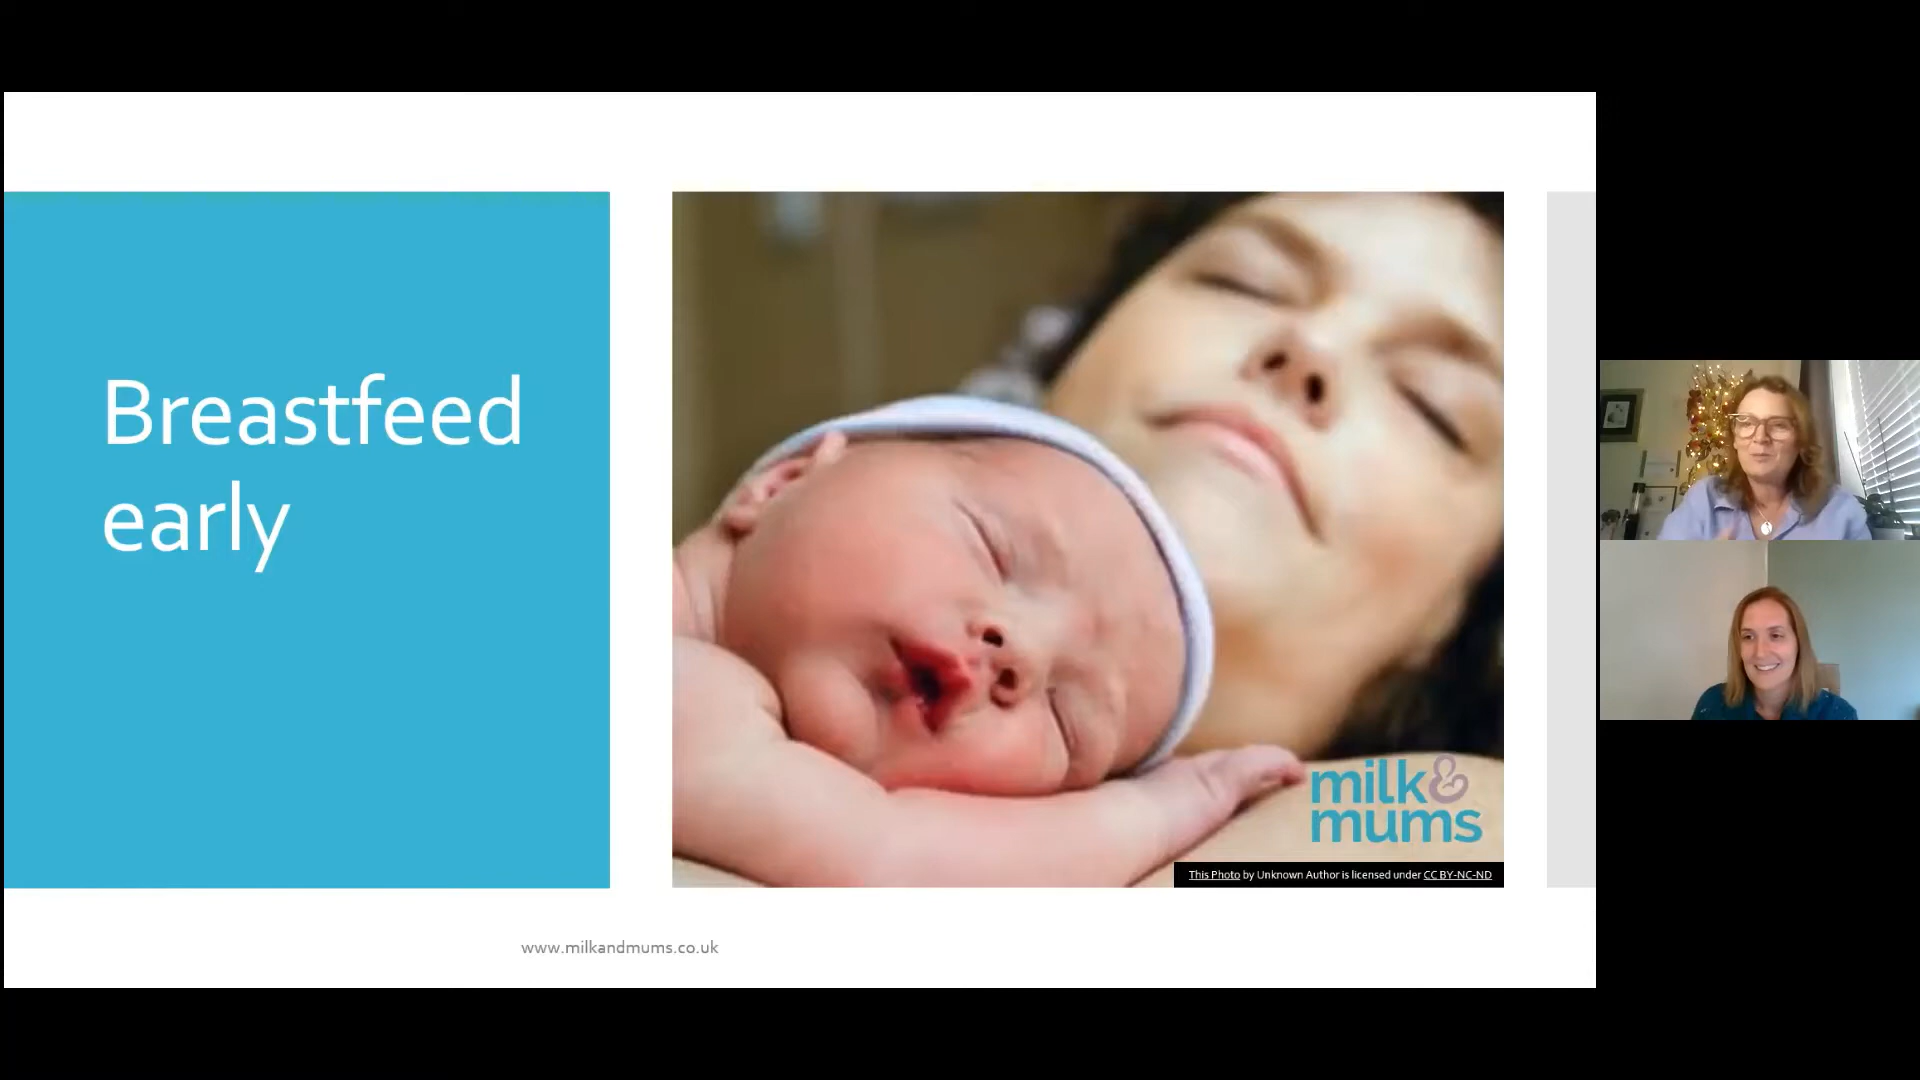 Breastfeed
early
milk&
mums
This Photo by Unknown Author is licensed under CC BY-NC-ND
www.milkandmums.co.uk